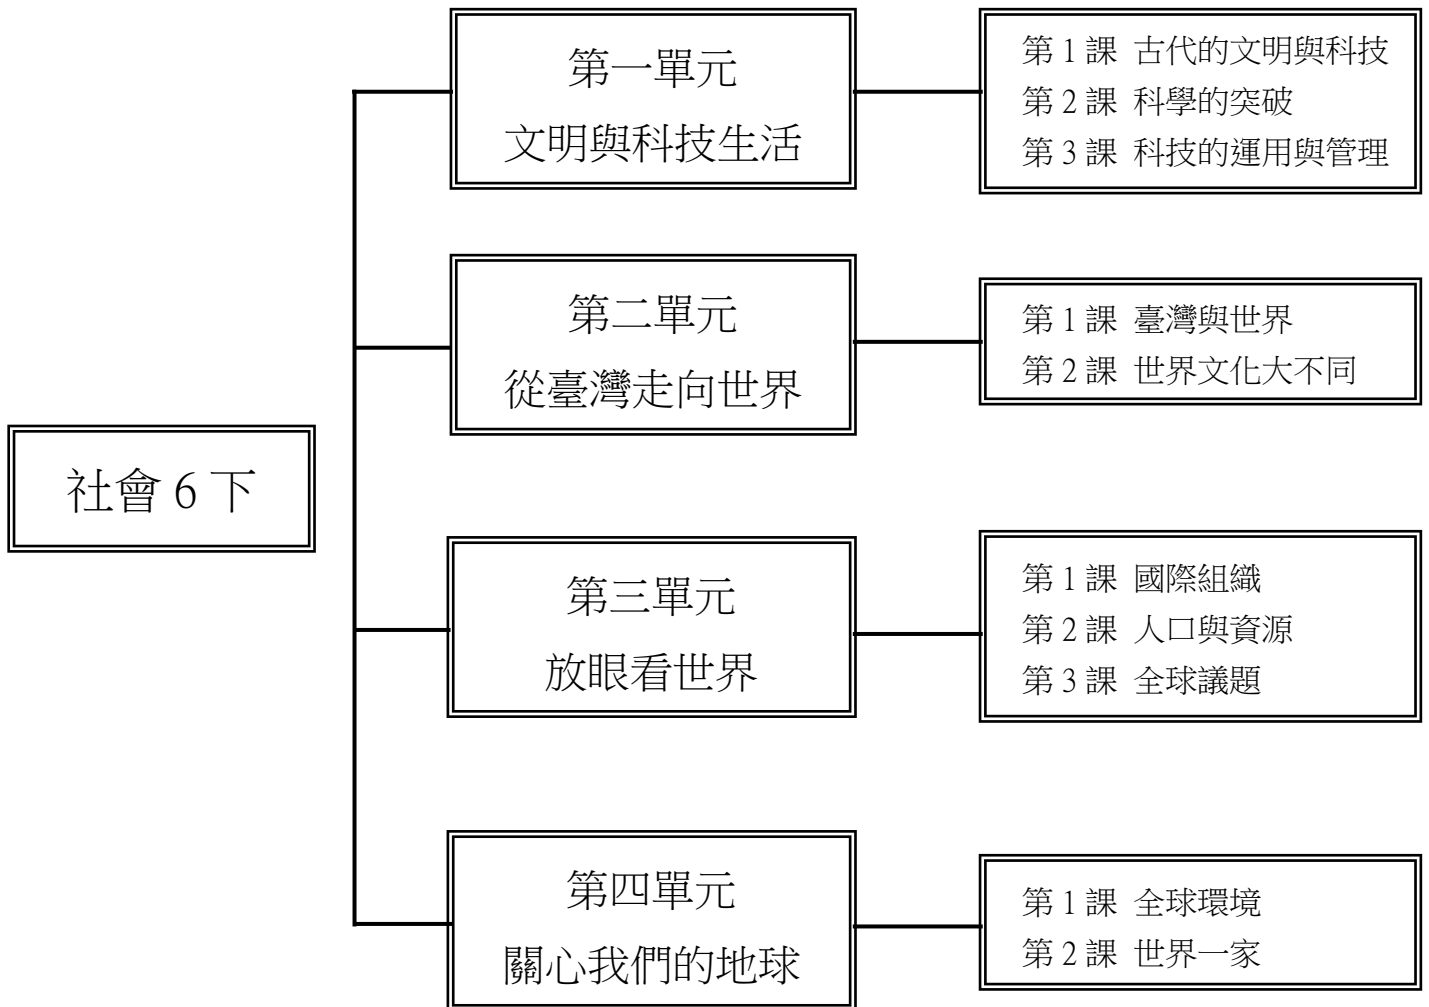 社會 6 下
第一單元
文明與科技生活
第 1 課 古代的文明與科技
第 2 課 科學的突破
第 3 課 科技的運用與管理
第二單元
從臺灣走向世界
第 1 課 臺灣與世界
第 2 課 世界文化大不同
第三單元
放眼看世界
第 1 課 國際組織
第 2 課 人口與資源
第 3 課 全球議題
第四單元
關心我們的地球
第 1 課 全球環境
第 2 課 世界一家